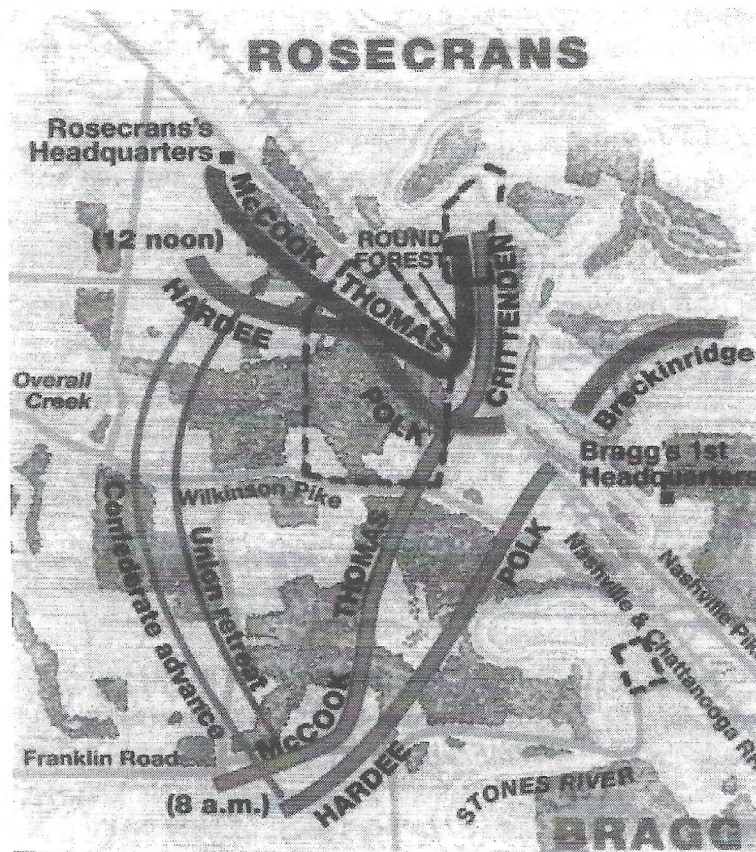 ROSECRANS
Rosecrans's
Headquarters
McCOOK
(12 noon)
ROUND
FOREST
HARDEE
THOMAS
CRITTENDEN
Overall
Creek
POLK
Breckinridge
Bragg's 1st
Headquarters
Wilkinson Pike
Confederate advance
Union retreat
THOMAS
POLK
Nashville & Chattanooga RR
Nashville Pike
McCOOK
Franklin Road
(8 a.m.)
HARDEE
STONES RIVER
BRAGG